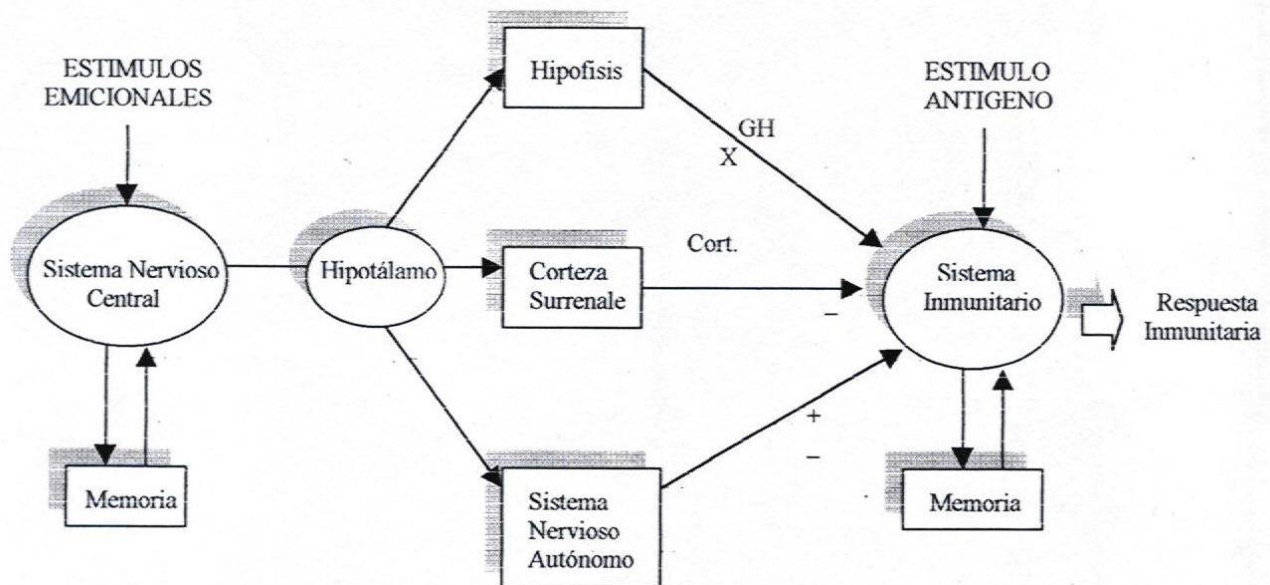 ESTIMULOS
EMICIONALES
Sistema Nervioso
Central
Memoria
Hipotálamo
Hipofisis
Corteza
Surrenale
Sistema
Nervioso
Autónomo
GH
X
Cort.
–
+
–
ESTIMULO
ANTIGENO
Sistema
Inmunitario
Memoria
Respuesta
Inmunitaria